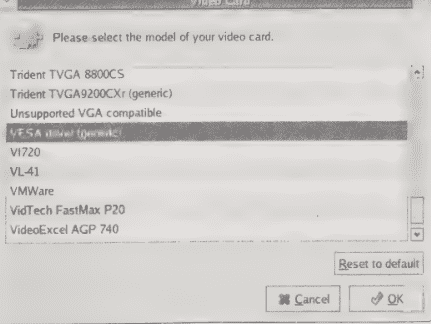 Video Card
Please select the model of your video card.
Trident TVGA 8800CS
Trident TVGA9200CXr (generic)
Unsupported VGA compatible
VESA driver (generic)
VI720
VL-41
VMWare
VidTech FastMax P20
VideoExcel AGP 740
Reset to default
Cancel
OK